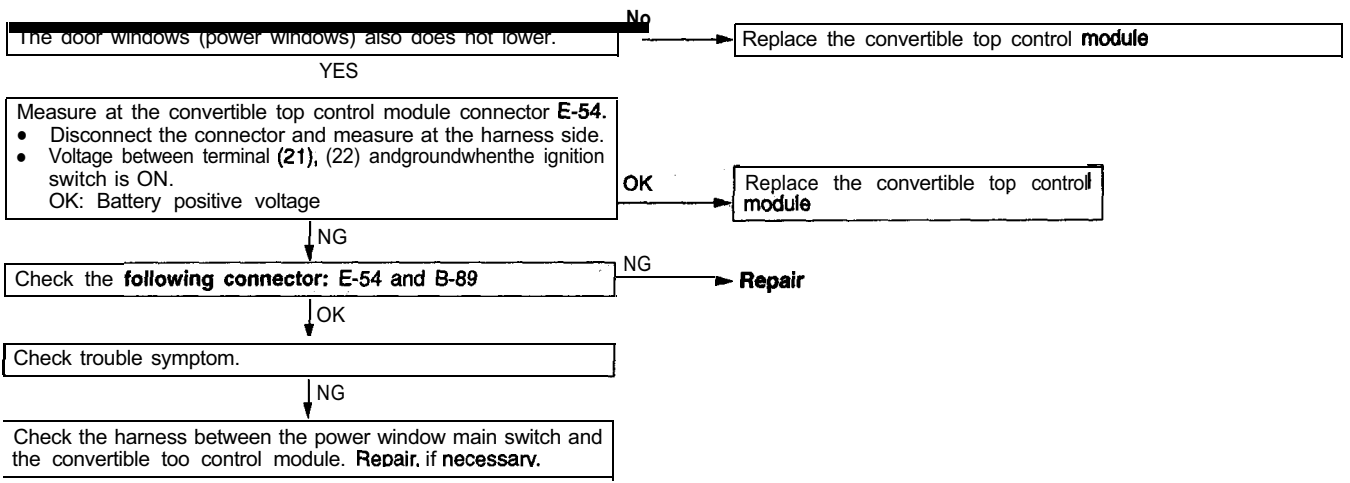 No
The door windows (power windows) also does not lower.
Replace the convertible top control module
YES
Measure at the convertible top control module connector E-54.
• Disconnect the connector and measure at the harness side.
• Voltage between terminal (21), (22) andgroundwhenthe ignition
switch is ON.
OK: Battery positive voltage
OK
Replace the convertible top control
module
NG
Check the following connector: E-54 and B-89
NG
Repair
OK
Check trouble symptom.
NG
Check the harness between the power window main switch and
the convertible too control module. Repair, if necessary.